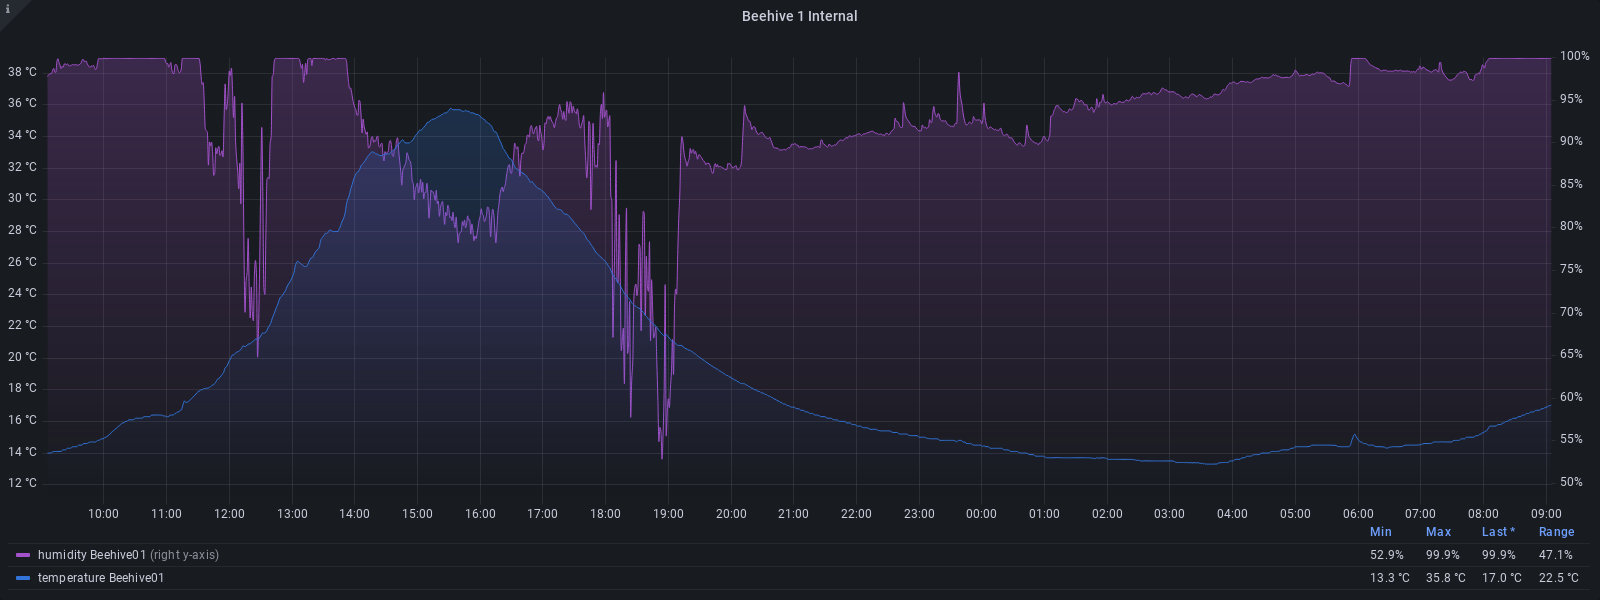 i
Beehive 1 Internal
38 °C
36 °C
34 °C
32 °C
30 °C
28 °C
26 °C
24 °C
22 °C
20 °C
18 °C
16 °C
14 °C
12 °C
100%
95%
90%
85%
80%
75%
70%
65%
60%
55%
50%
10:00 11:00 12:00 13:00 14:00 15:00 16:00 17:00 18:00 19:00 20:00 21:00 22:00 23:00 00:00 01:00 02:00 03:00 04:00 05:00 06:00 07:00 08:00 09:00
Min Max Last * Range
humidity Beehive01 (right y-axis) 52.9% 99.9% 99.9% 47.1%
temperature Beehive01 13.3 °C 35.8 °C 17.0 °C 22.5 °C